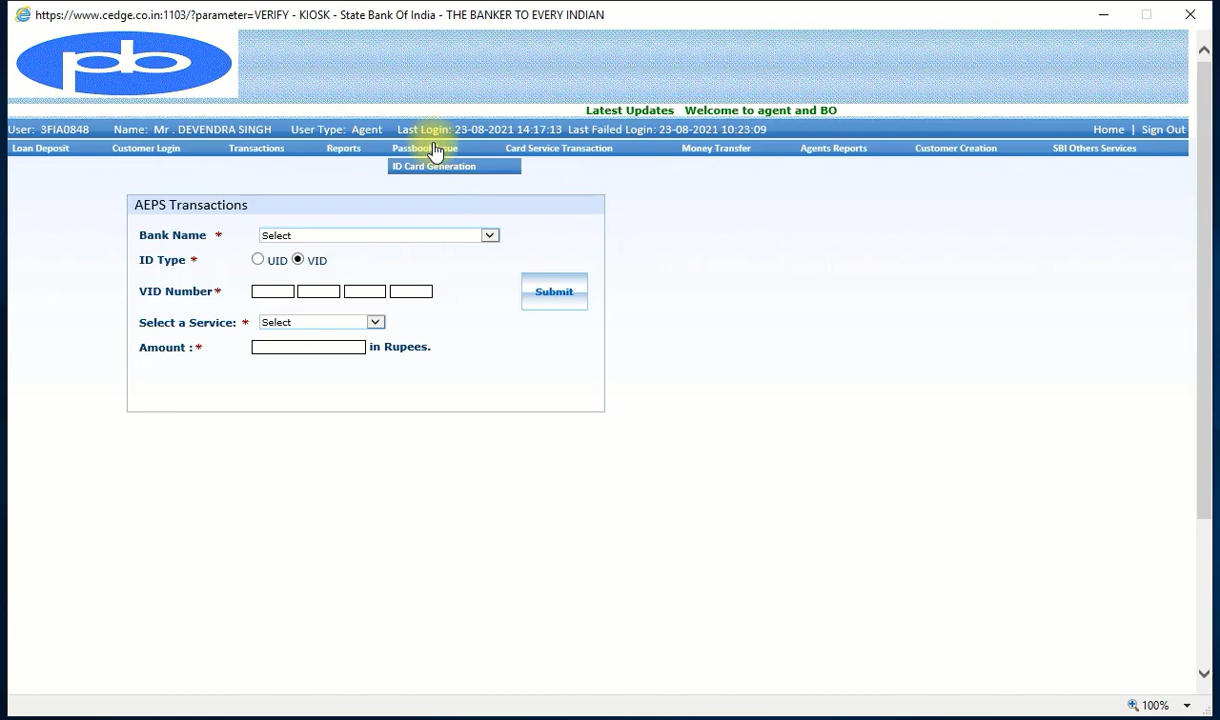 https://www.cedge.co.in:1103/?parameter=VERIFY - KIOSK - State Bank Of India - THE BANKER TO EVERY INDIAN
pb
Latest Updates Welcome to agent and BO
User: 3FIA0848 Name: Mr . DEVENDRA SINGH User Type: Agent Last Login: 23-08-2021 14:17:13 Last Failed Login: 23-08-2021 10:23:09 Home | Sign Out
Loan Deposit Customer Login Transactions Reports Card Service Transaction Money Transfer Agents Reports Customer Creation SBI Others Services
ID Card Generation
AEPS Transactions
Bank Name * Select
ID Type * UID VID
VID Number*
Submit
Select a Service: * Select
Amount :* in Rupees.
100%